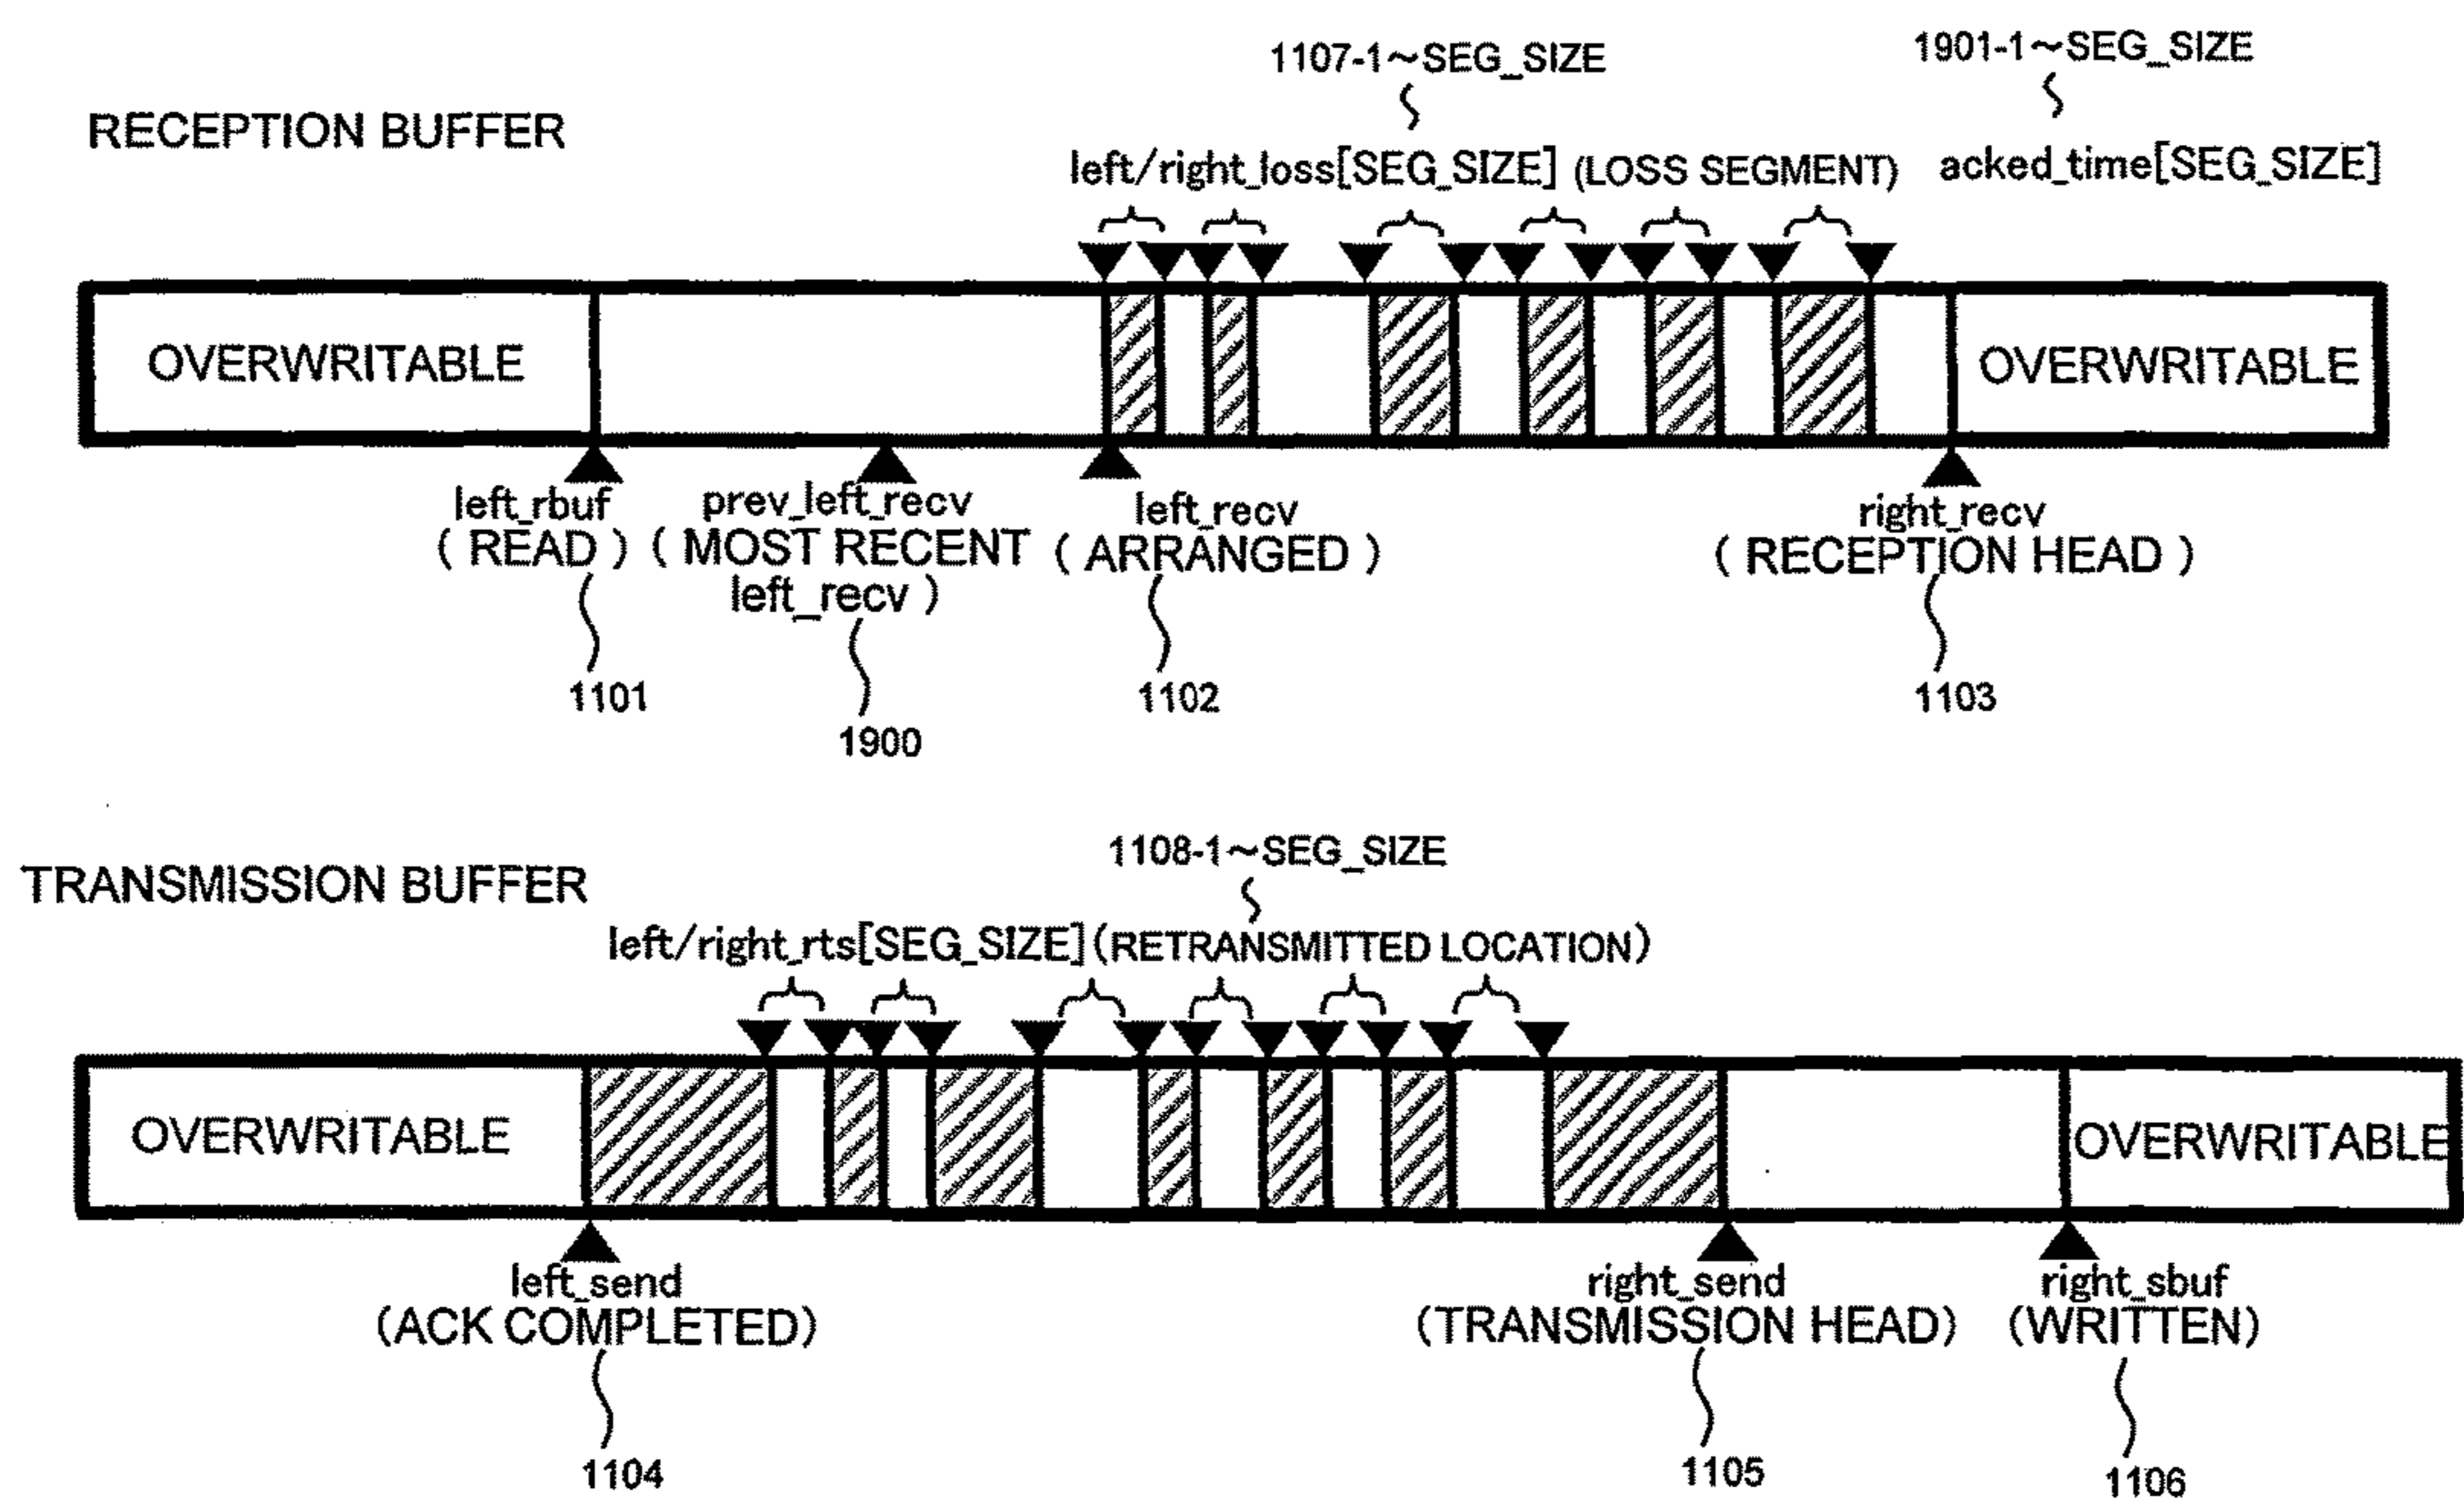 1107-1～SEG_SIZE
1901-1～SEG_SIZE
RECEPTION BUFFER
left/right_loss[SEG_SIZE] (LOSS SEGMENT)
acked_time[SEG_SIZE]
OVERWRITABLE
OVERWRITABLE
left_rbuf
( READ )
1101
prev_left_recv
( MOST RECENT
left_recv )
1900
left_recv
( ARRANGED )
1102
right_recv
( RECEPTION HEAD )
1103
1108-1～SEG_SIZE
TRANSMISSION BUFFER
left/right_rts[SEG_SIZE](RETRANSMITTED LOCATION)
OVERWRITABLE
OVERWRITABLE
left_send
(ACK COMPLETED)
1104
right_send
(TRANSMISSION HEAD)
1105
right_sbuf
(WRITTEN)
1106